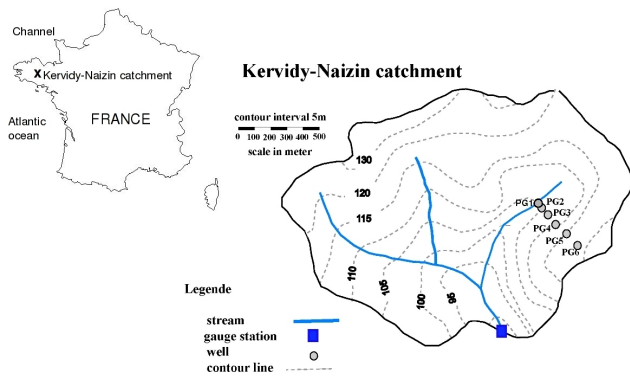 Channel
Kervidy-Naizin catchment
FRANCE
Atlantic
ocean
Kervidy-Naizin catchment
contour interval 5m
0 100 200 300 400 500
scale in meter
130
120
115
110
105
100
95
PG1
PG2
PG3
PG4
PG5
PG6
Legende
stream
gauge station
well
contour line